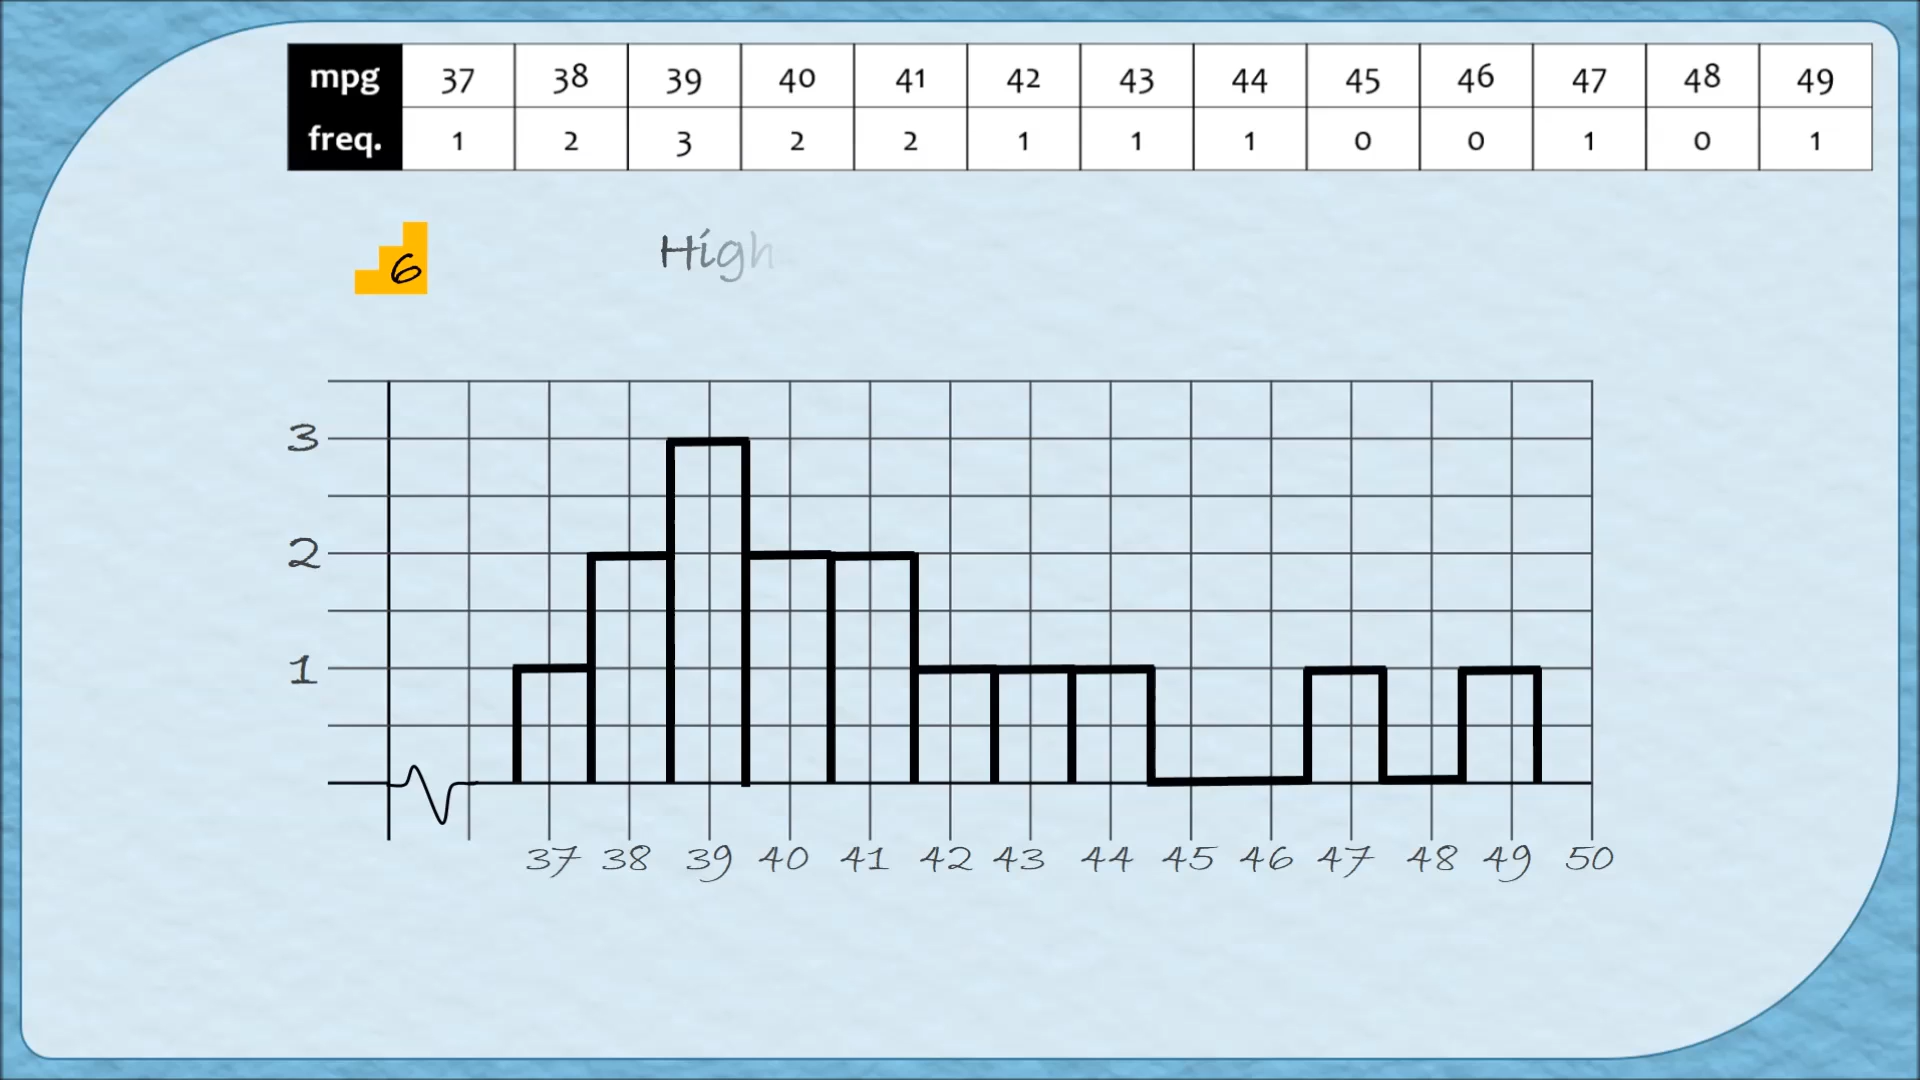 mpg 37 38 39 40 41 42 43 44 45 46 47 48 49
freq. 1 2 3 2 2 1 1 1 0 0 1 0 1
6 High
3
2
1
37 38 39 40 41 42 43 44 45 46 47 48 49 50